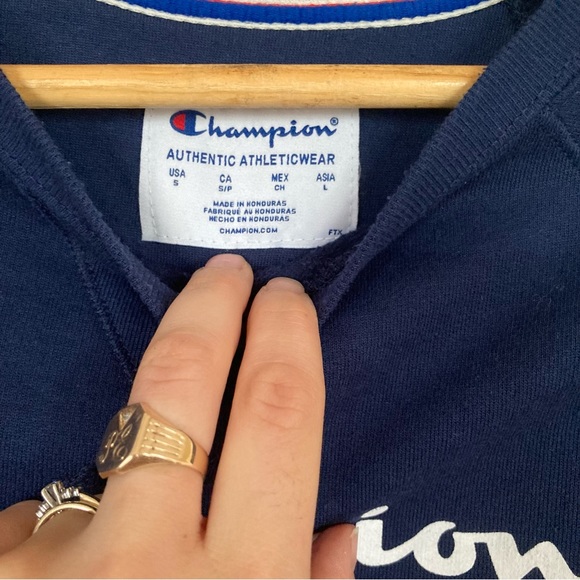 Champion®
AUTHENTIC ATHLETICWEAR
USA CA MEX ASIA
S S/P CH L
MADE IN HONDURAS
FABRIQUÉ AU HONDURAS
HECHO EN HONDURAS
CHAMPION.COM
FTX
ion